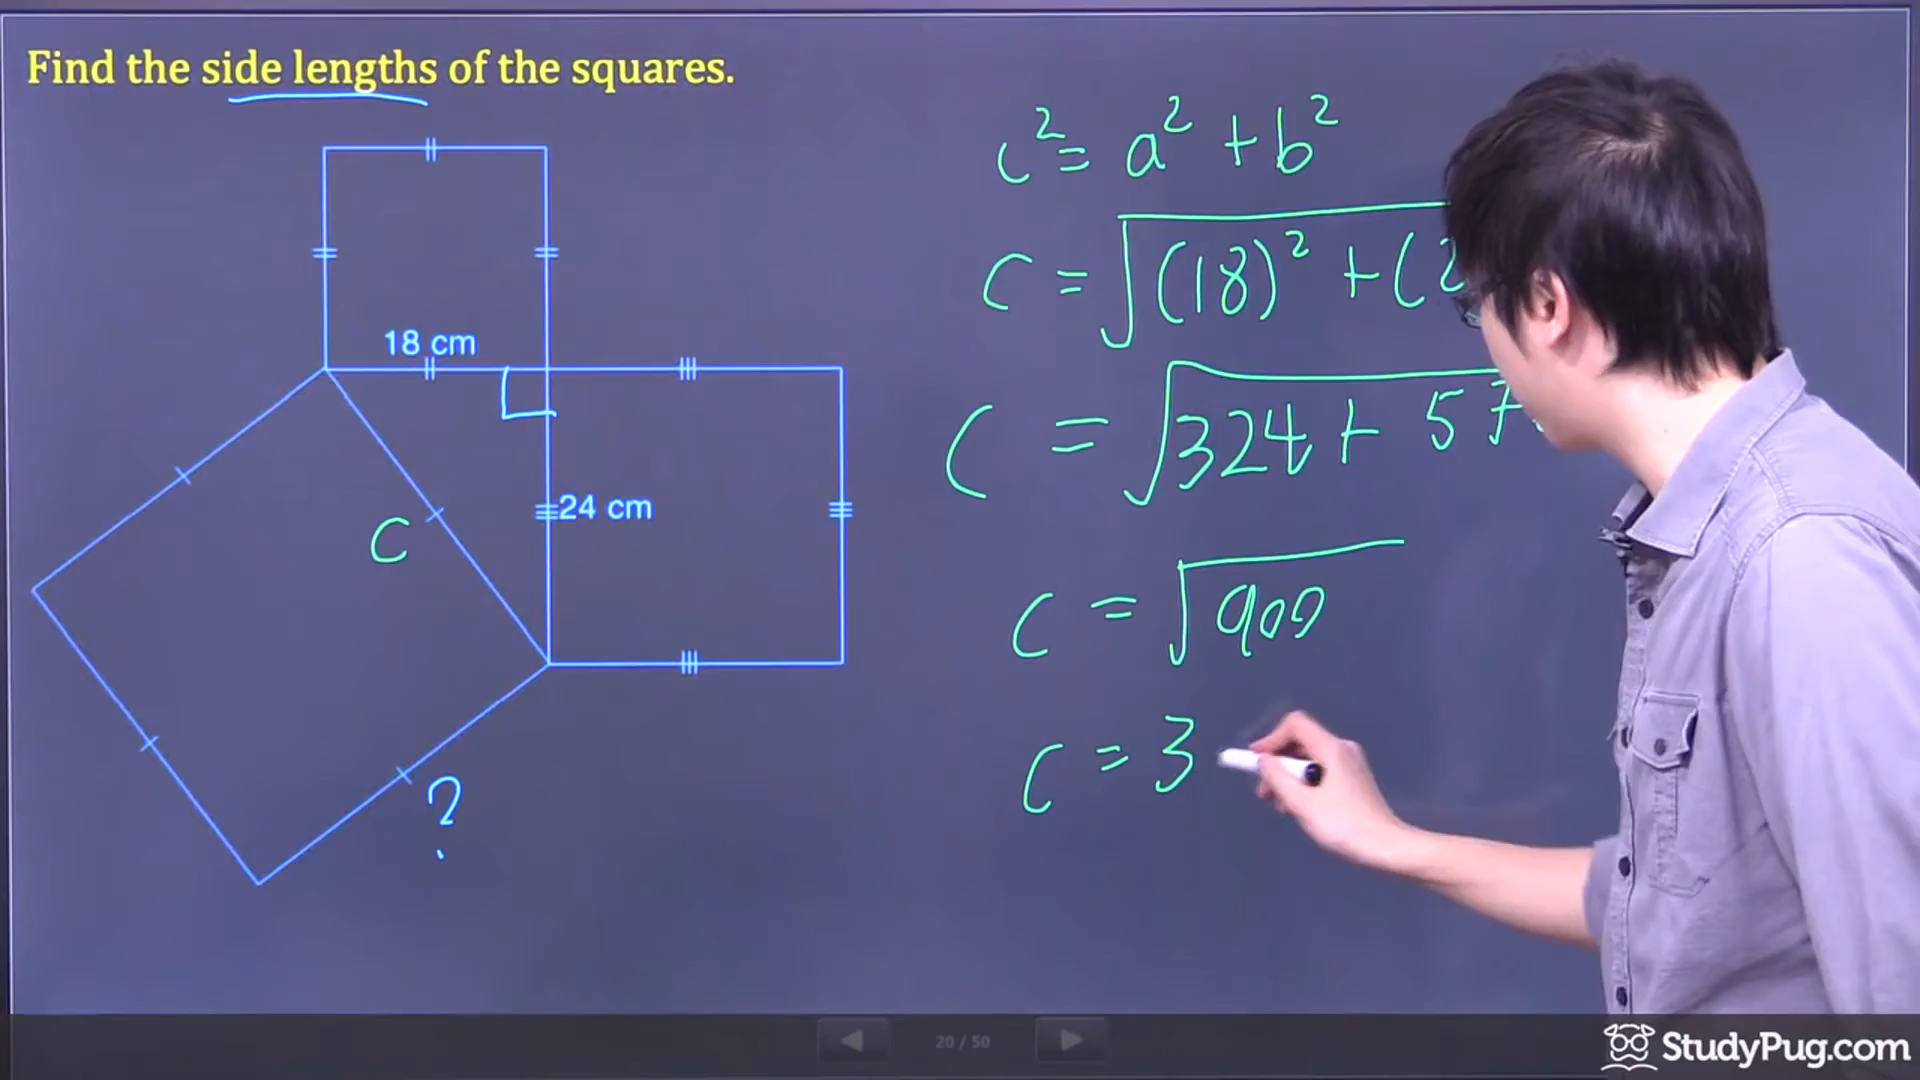 Find the side lengths of the squares.
18 cm
24 cm
C
?
c² = a² + b²
c = √(18)² + (2
c = √324 + 57
c = √900
c = 3
20 / 50
StudyPug.com